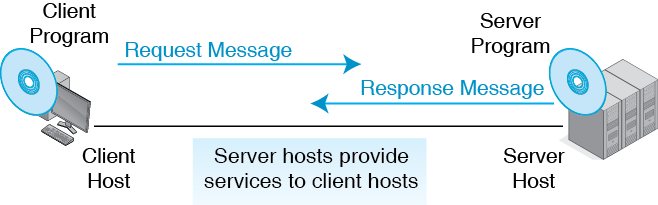 Client
Program
Server
Program
Request Message
Response Message
Client
Host
Server hosts provide
services to client hosts
Server
Host